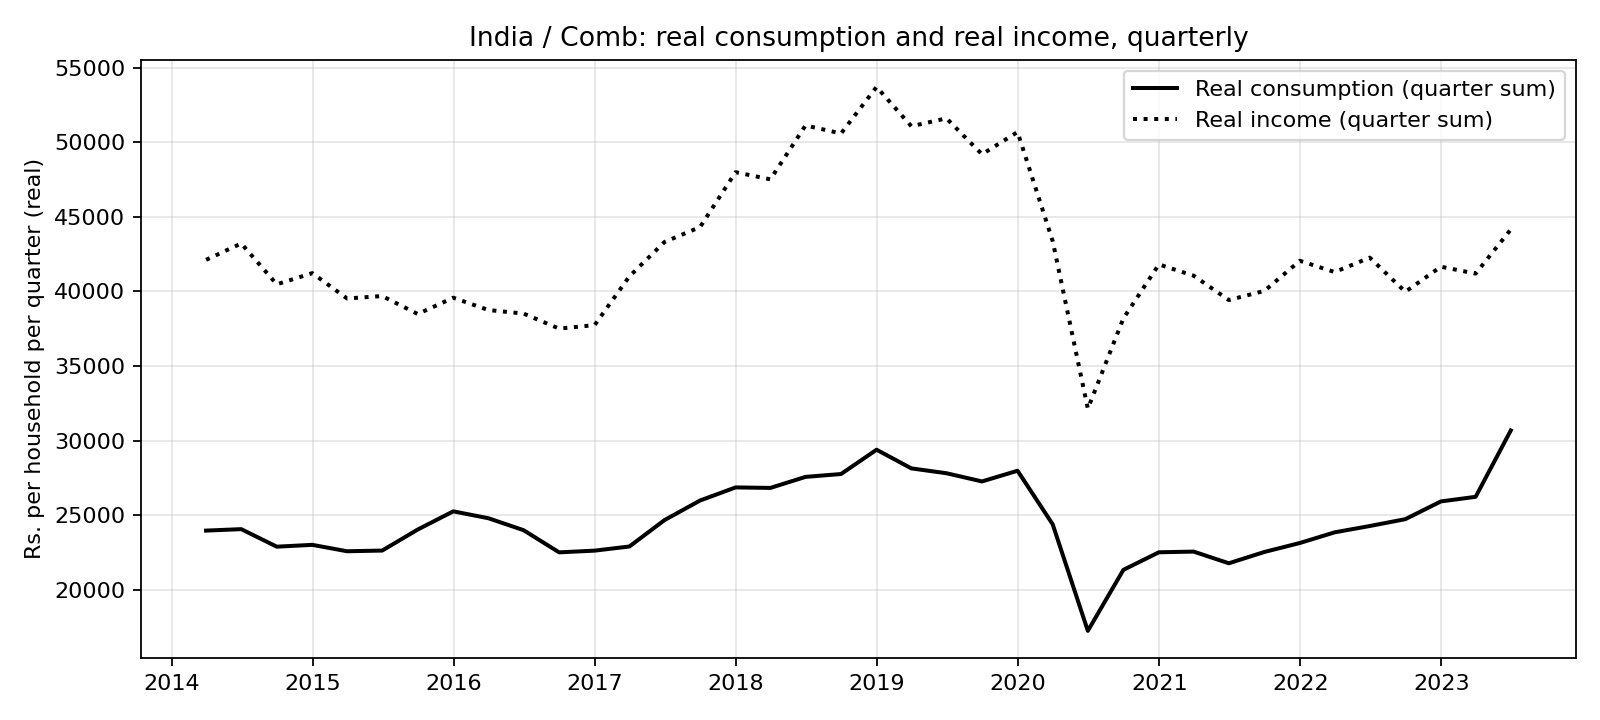 India / Comb: real consumption and real income, quarterly
Rs. per household per quarter (real)
55000
50000
45000
40000
35000
30000
25000
20000
Real consumption (quarter sum)
Real income (quarter sum)
2014 2015 2016 2017 2018 2019 2020 2021 2022 2023